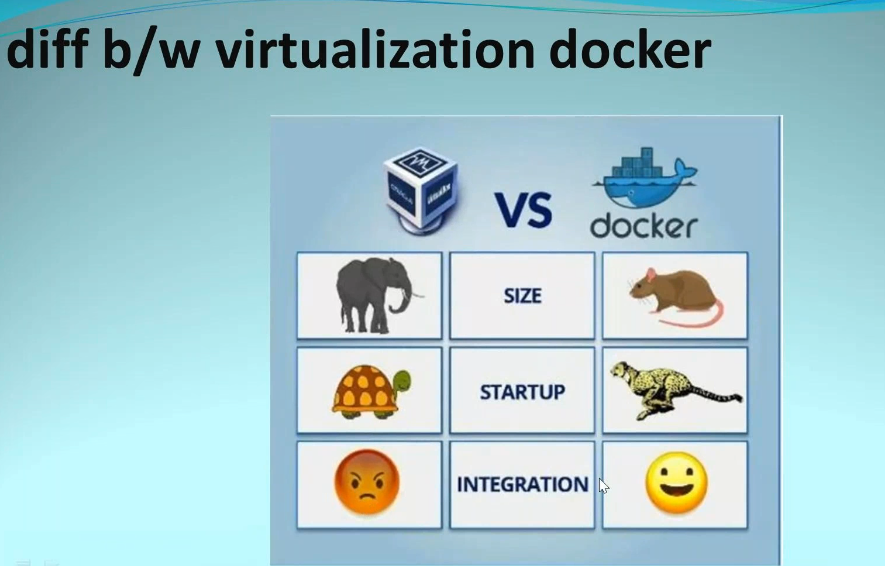 diff b/w virtualization docker
VS
docker
SIZE
STARTUP
INTEGRATION